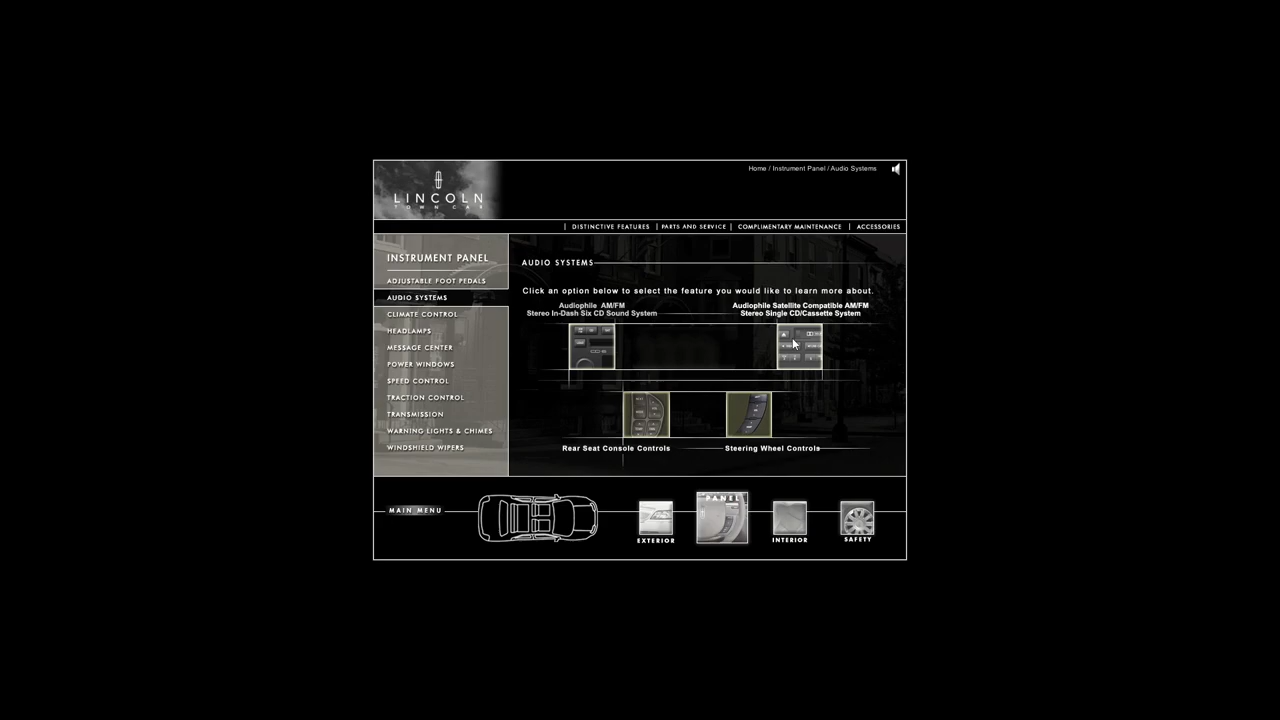 Home / Instrument Panel / Audio Systems
LINCOLN
TOWN CAR
DISTINCTIVE FEATURES | PARTS AND SERVICE | COMPLIMENTARY MAINTENANCE | ACCESSORIES
INSTRUMENT PANEL
ADJUSTABLE FOOT PEDALS
AUDIO SYSTEMS
CLIMATE CONTROL
HEADLAMPS
MESSAGE CENTER
POWER WINDOWS
SPEED CONTROL
TRACTION CONTROL
TRANSMISSION
WARNING LIGHTS & CHIMES
WINDSHIELD WIPERS
AUDIO SYSTEMS
Click an option below to select the feature you would like to learn more about.
Audiophile AM/FM
Stereo In-Dash Six CD Sound System
Audiophile Satellite Compatible AM/FM
Stereo Single CD/Cassette System
Rear Seat Console Controls
Steering Wheel Controls
MAIN MENU
EXTERIOR
PANEL
INTERIOR
SAFETY